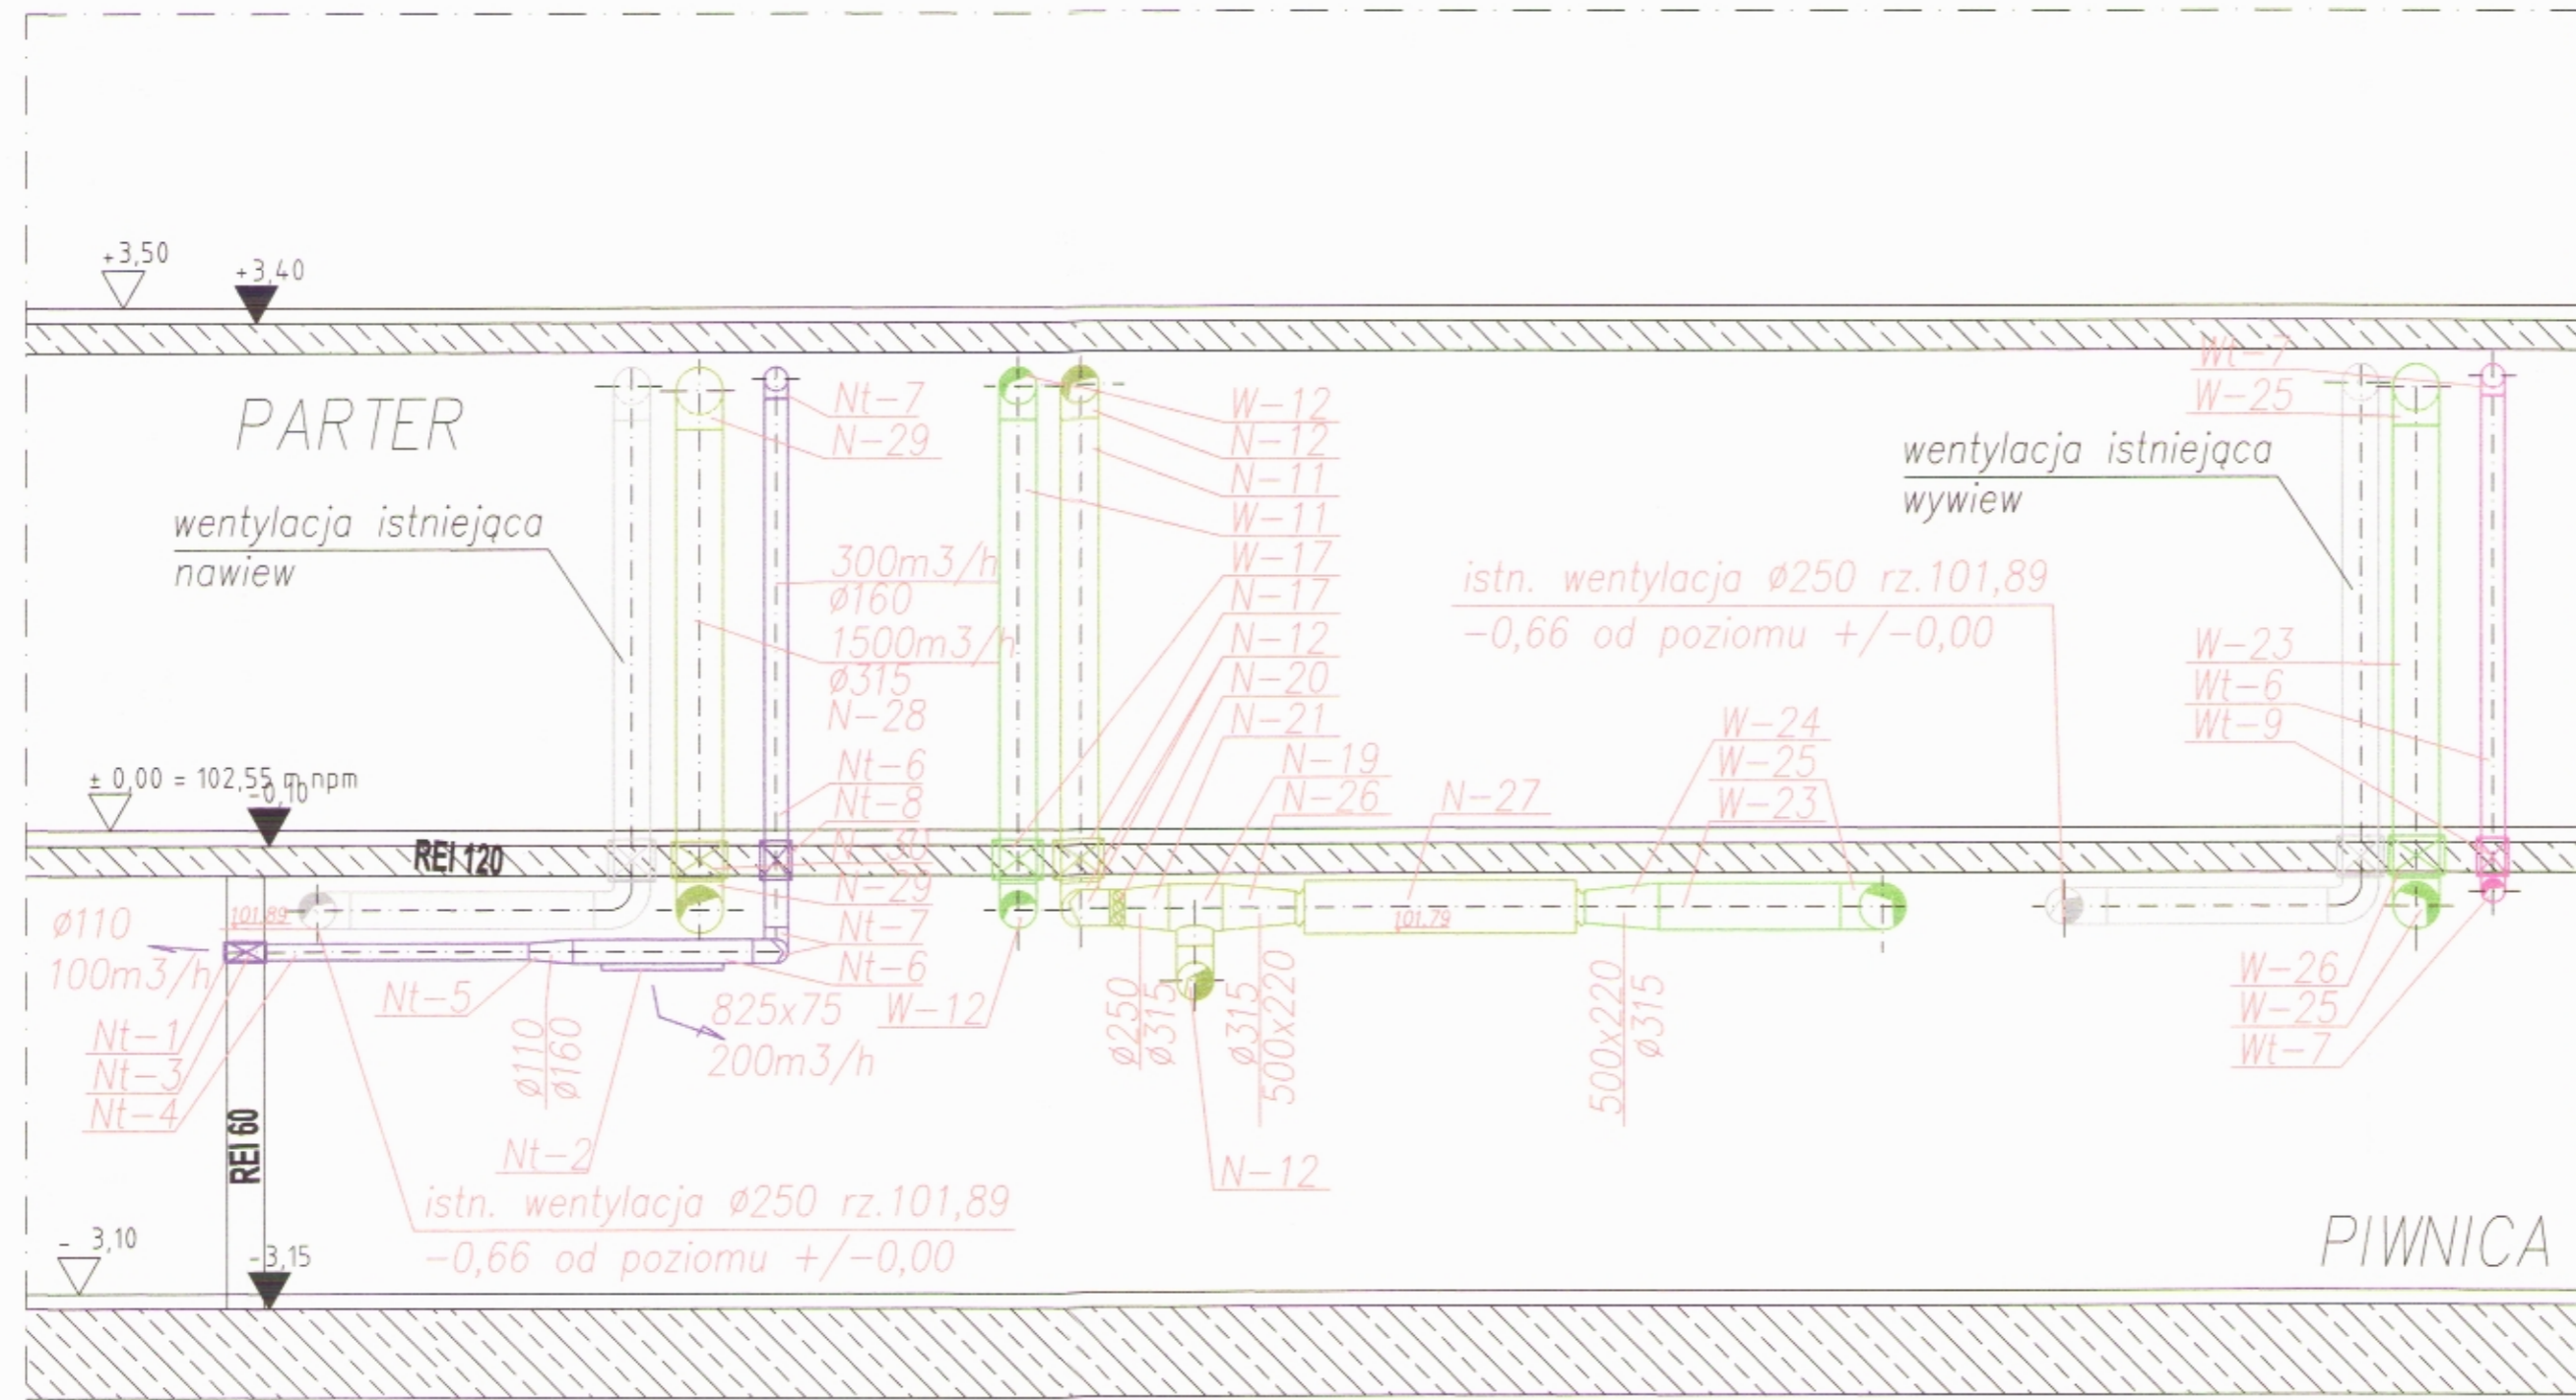 +3,50
+3,40
PARTER
wentylacja istniejąca
nawiew
Nt-7
N-29
300m3/h
ø160
1500m3/h
ø315
N-28
Nt-6
Nt-8
N-30
N-29
Nt-7
Nt-6
W-12
N-12
N-11
W-11
W-17
N-17
N-12
N-20
N-21
N-19
N-26
N-27
istn. wentylacja ø250 rz.101,89
-0,66 od poziomu +/-0,00
W-24
W-25
W-23
wentylacja istniejąca
wywiew
Wt-7
W-25
W-23
Wt-6
Wt-9
± 0,00 = 102,55 m npm
-0,10
REI 120
101,89
101,79
ø110
100m3/h
Nt-1
Nt-3
Nt-4
REI 60
Nt-5
ø110
ø160
Nt-2
825x75
200m3/h
W-12
ø250
ø315
ø315
500x220
N-12
500x220
ø315
W-26
W-25
Wt-7
istn. wentylacja ø250 rz.101,89
-0,66 od poziomu +/-0,00
- 3,10
-3,15
PIWNICA